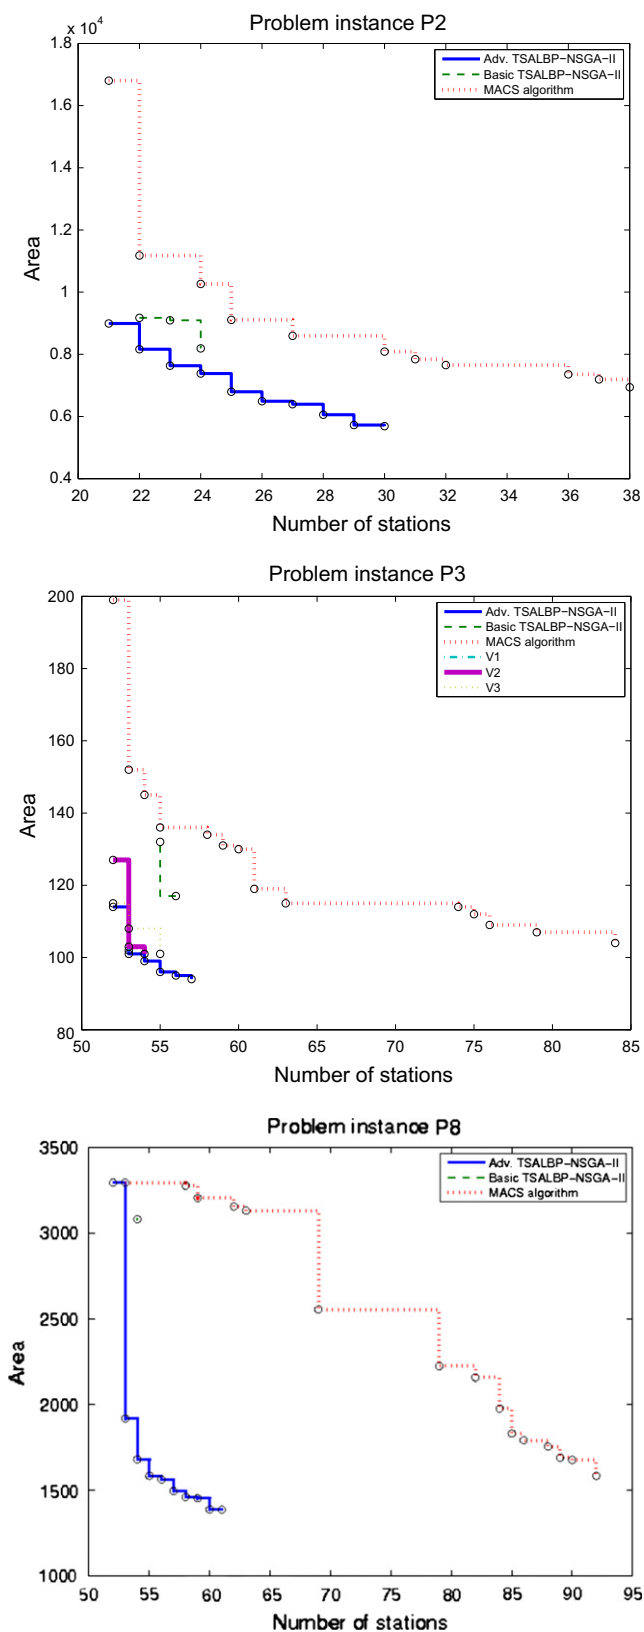 Problem instance P2
x 10⁴
1.8
1.6
1.4
1.2
1
0.8
0.6
0.4
Area
Adv. TSALBP-NSGA-II
Basic TSALBP-NSGA-II
MACS algorithm
20 22 24 26 28 30 32 34 36 38
Number of stations
Problem instance P3
200
180
160
140
120
100
80
Area
Adv. TSALBP-NSGA-II
Basic TSALBP-NSGA-II
MACS algorithm
V1
V2
V3
50 55 60 65 70 75 80 85
Number of stations
Problem instance P8
3500
3000
2500
2000
1500
1000
Area
Adv. TSALBP-NSGA-II
Basic TSALBP-NSGA-II
MACS algorithm
50 55 60 65 70 75 80 85 90 95
Number of stations